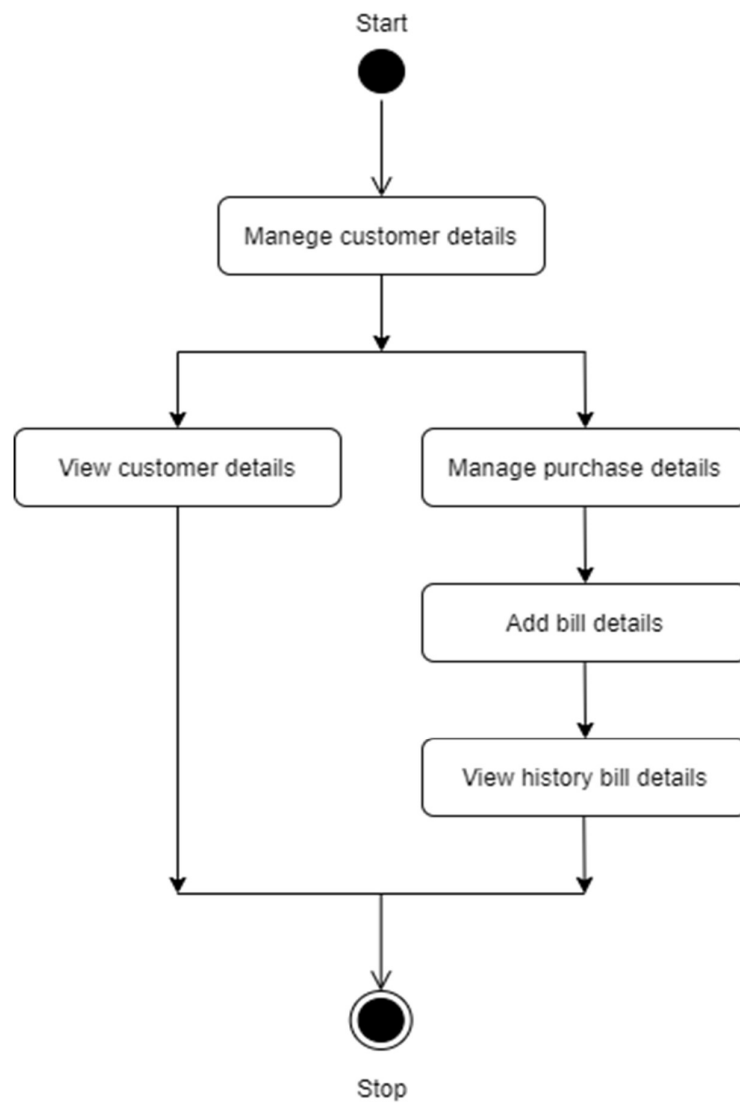 Start
Manege customer details
View customer details
Manage purchase details
Add bill details
View history bill details
Stop